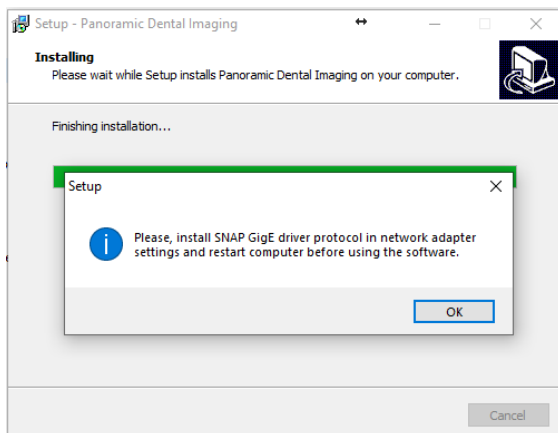 Setup - Panoramic Dental Imaging
Installing
Please wait while Setup installs Panoramic Dental Imaging on your computer.
Finishing installation...
Setup
Please, install SNAP GigE driver protocol in network adapter
settings and restart computer before using the software.
OK
Cancel